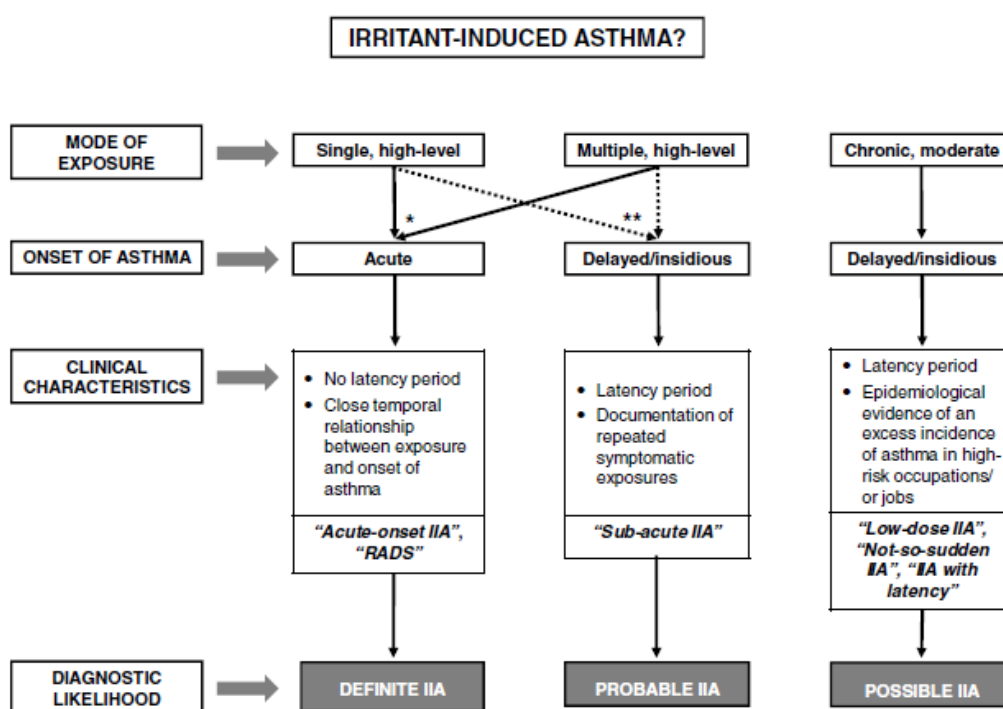 IRRITANT-INDUCED ASTHMA?
MODE OF
EXPOSURE
Single, high-level
Multiple, high-level
Chronic, moderate
*
**
ONSET OF ASTHMA
Acute
Delayed/insidious
Delayed/insidious
CLINICAL
CHARACTERISTICS
• No latency period
• Close temporal
relationship
between exposure
and onset of
asthma
"Acute-onset IIA",
"RADS"
• Latency period
• Documentation of
repeated
symptomatic
exposures
"Sub-acute IIA"
• Latency period
• Epidemiological
evidence of an
excess incidence
of asthma in high-
risk occupations/
or jobs
"Low-dose IIA",
"Not-so-sudden
IIA", "IIA with
latency"
DIAGNOSTIC
LIKELIHOOD
DEFINITE IIA
PROBABLE IIA
POSSIBLE IIA